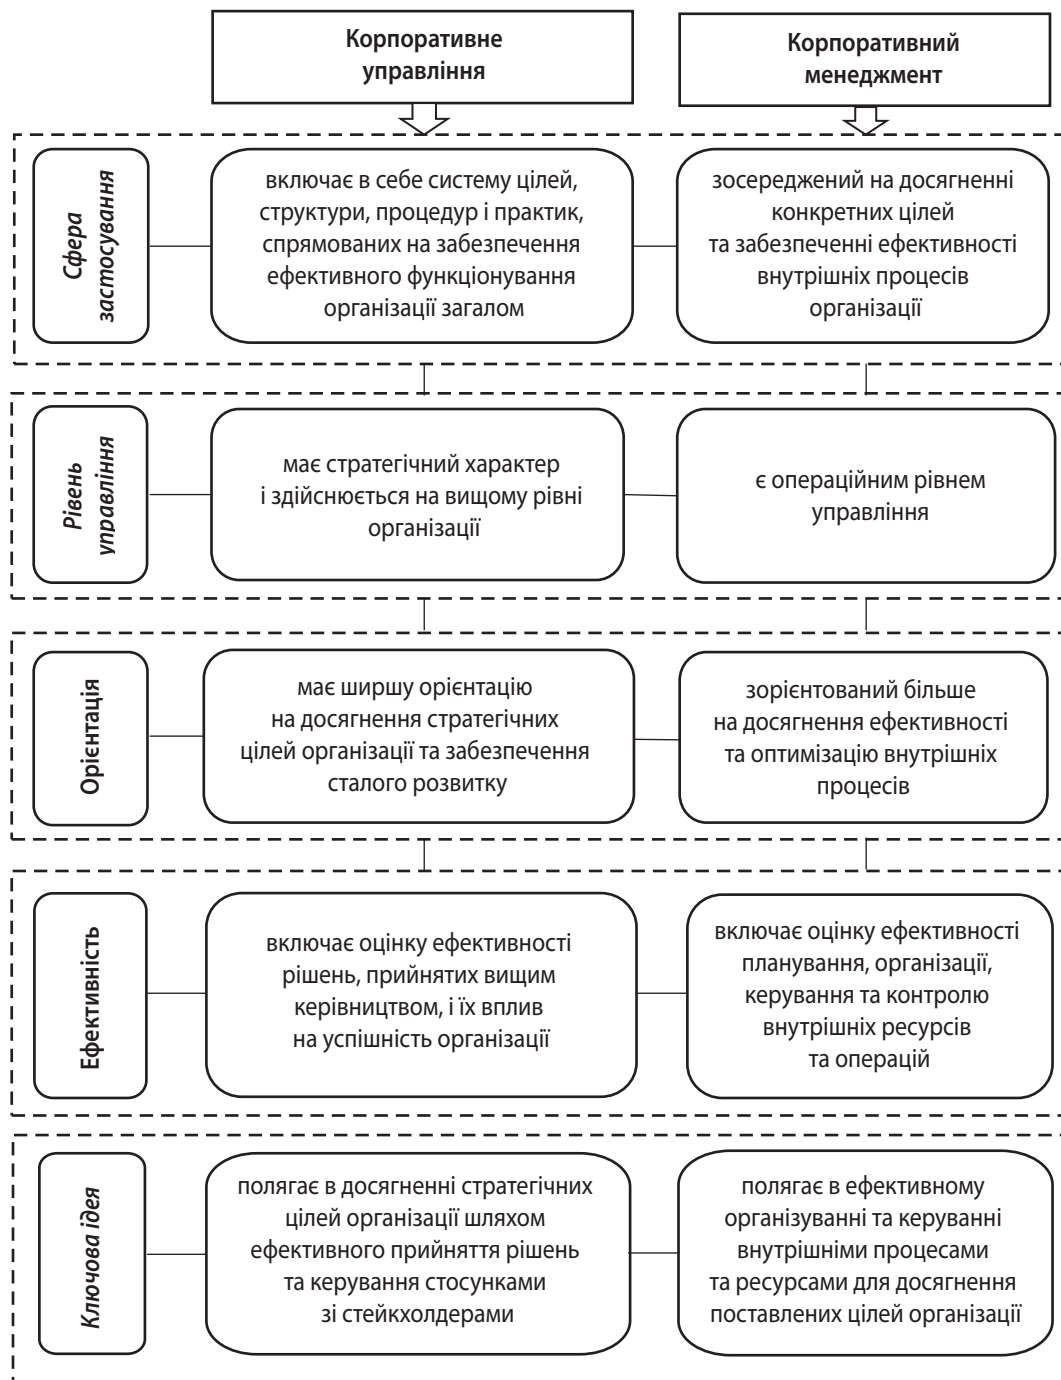 Корпоративне
управління
Корпоративний
менеджмент
Сфера
застосування
включає в себе систему цілей,
структури, процедур і практик,
спрямованих на забезпечення
ефективного функціонування
організації загалом
зосереджений на досягненні
конкретних цілей
та забезпеченні ефективності
внутрішніх процесів
організації
Рівень
управління
має стратегічний характер
і здійснюється на вищому рівні
організації
є операційним рівнем
управління
Орієнтація
має ширшу орієнтацію
на досягнення стратегічних
цілей організації та забезпечення
сталого розвитку
зорієнтований більше
на досягнення ефективності
та оптимізацію внутрішніх
процесів
Ефективність
включає оцінку ефективності
рішень, прийнятих вищим
керівництвом, і їх вплив
на успішність організації
включає оцінку ефективності
планування, організації,
керування та контролю
внутрішніх ресурсів
та операцій
Ключова ідея
полягає в досягненні стратегічних
цілей організації шляхом
ефективного прийняття рішень
та керування стосунками
зі стейкхолдерами
полягає в ефективному
організуванні та керуванні
внутрішніми процесами
та ресурсами для досягнення
поставлених цілей організації